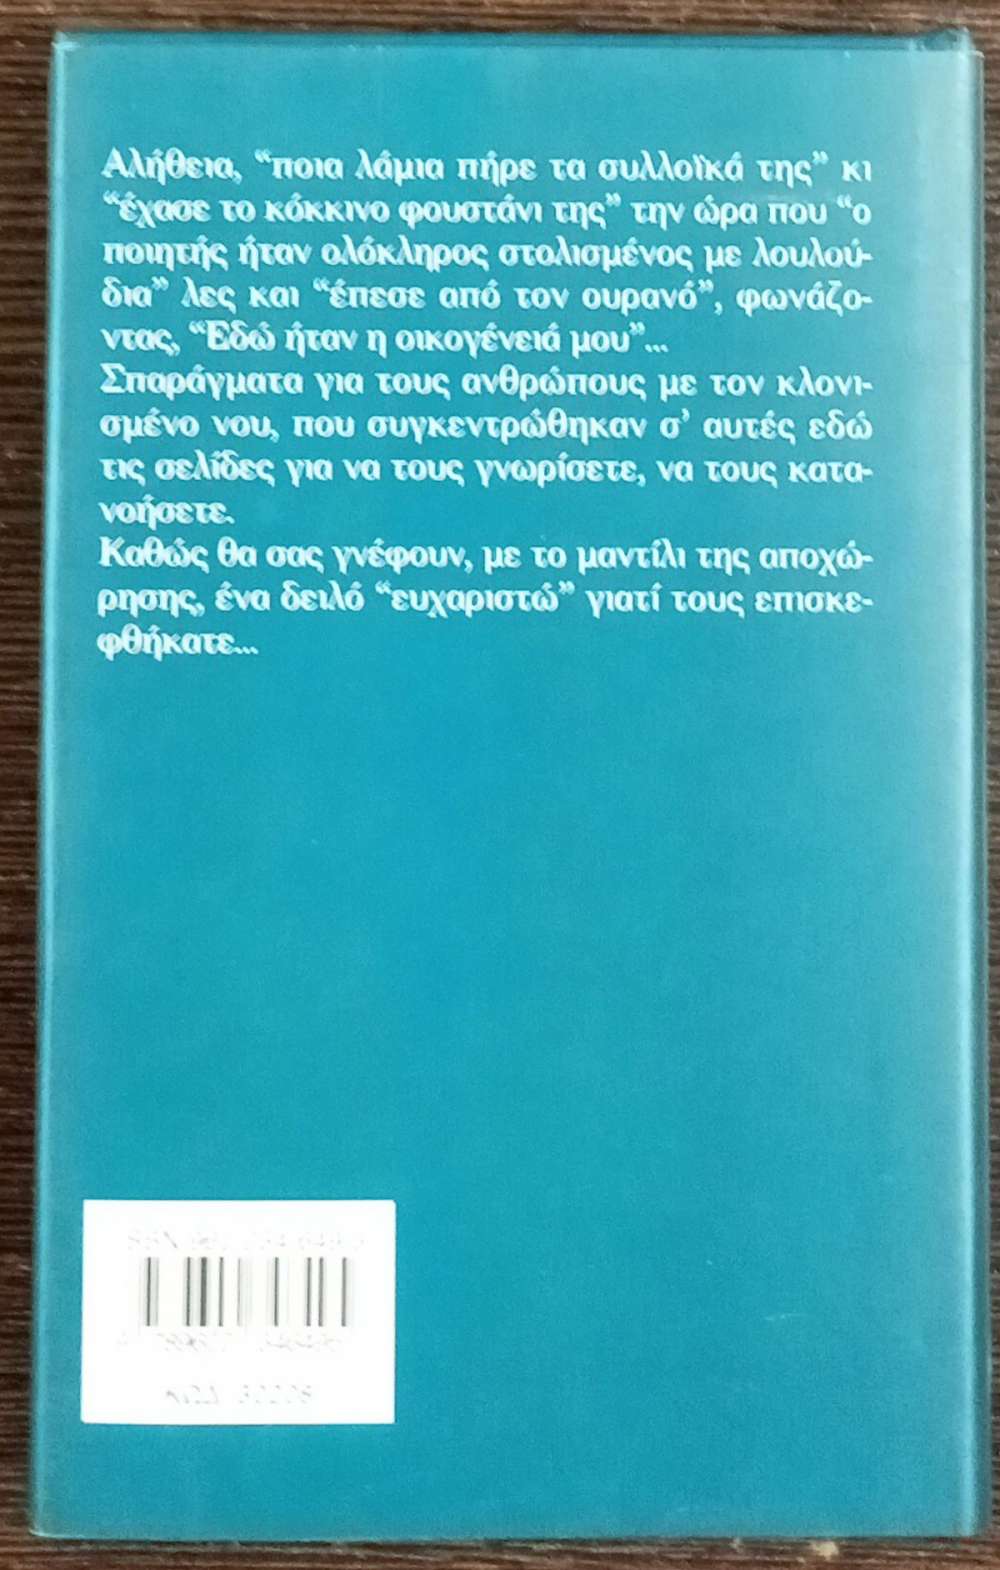 Αλήθεια, “ποια λάμια πήρε τα συλλοϊκά της” κι
“έχασε το κόκκινο φουστάνι της” την ώρα που “ο
ποιητής ήταν ολόκληρος στολισμένος με λουλού-
δια” λες και “έπεσε από τον ουρανό”, φωνάζο-
ντας, “Εδώ ήταν η οικογένειά μου”...
Σπαράγματα για τους ανθρώπους με τον κλονι-
σμένο νου, που συγκεντρώθηκαν σ’ αυτές εδώ
τις σελίδες για να τους γνωρίσετε, να τους κατα-
νοήσετε.
Καθώς θα σας γνέφουν, με το μαντίλι της αποχώ-
ρησης, ένα δειλό “ευχαριστώ” γιατί τους επισκε-
φθήκατε...